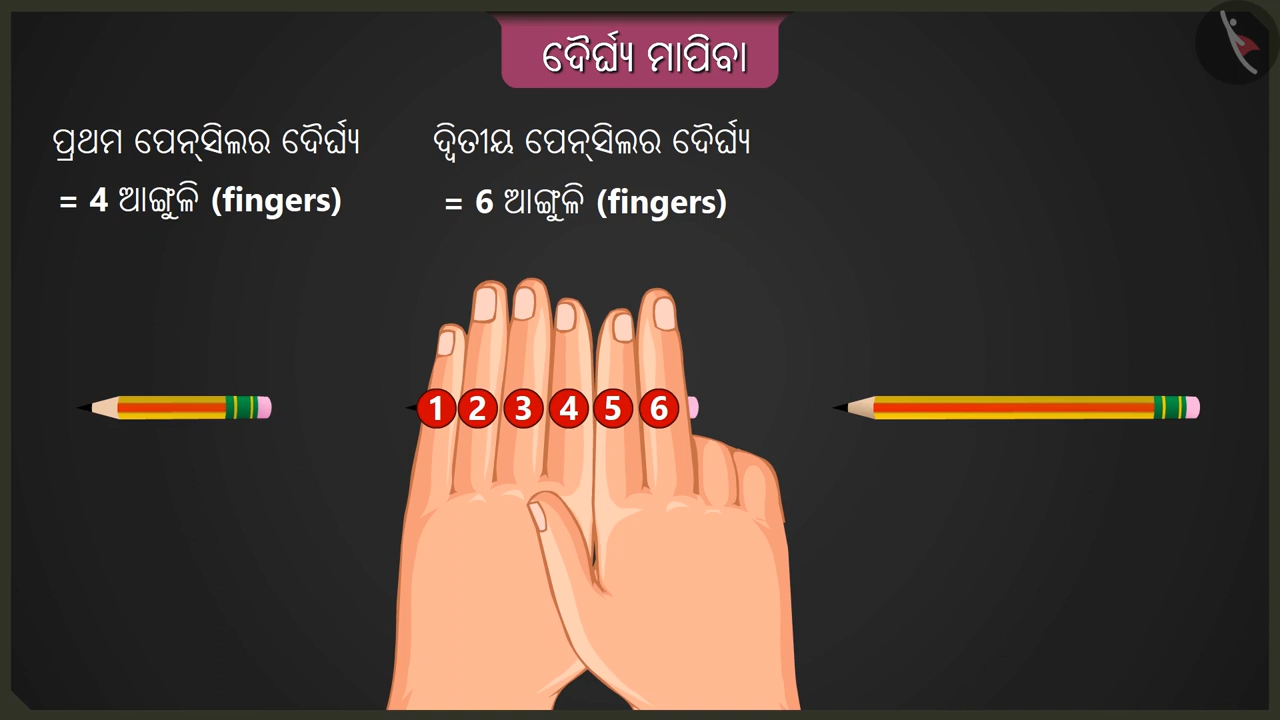 ଦୈର୍ଘ୍ୟ ମାପିବା
ପ୍ରଥମ ପେନ୍‌ସିଲର ଦୈର୍ଘ୍ୟ
= 4 ଆଙ୍ଗୁଳି (fingers)
ଦ୍ୱିତୀୟ ପେନ୍‌ସିଲର ଦୈର୍ଘ୍ୟ
= 6 ଆଙ୍ଗୁଳି (fingers)
1 2 3 4 5 6